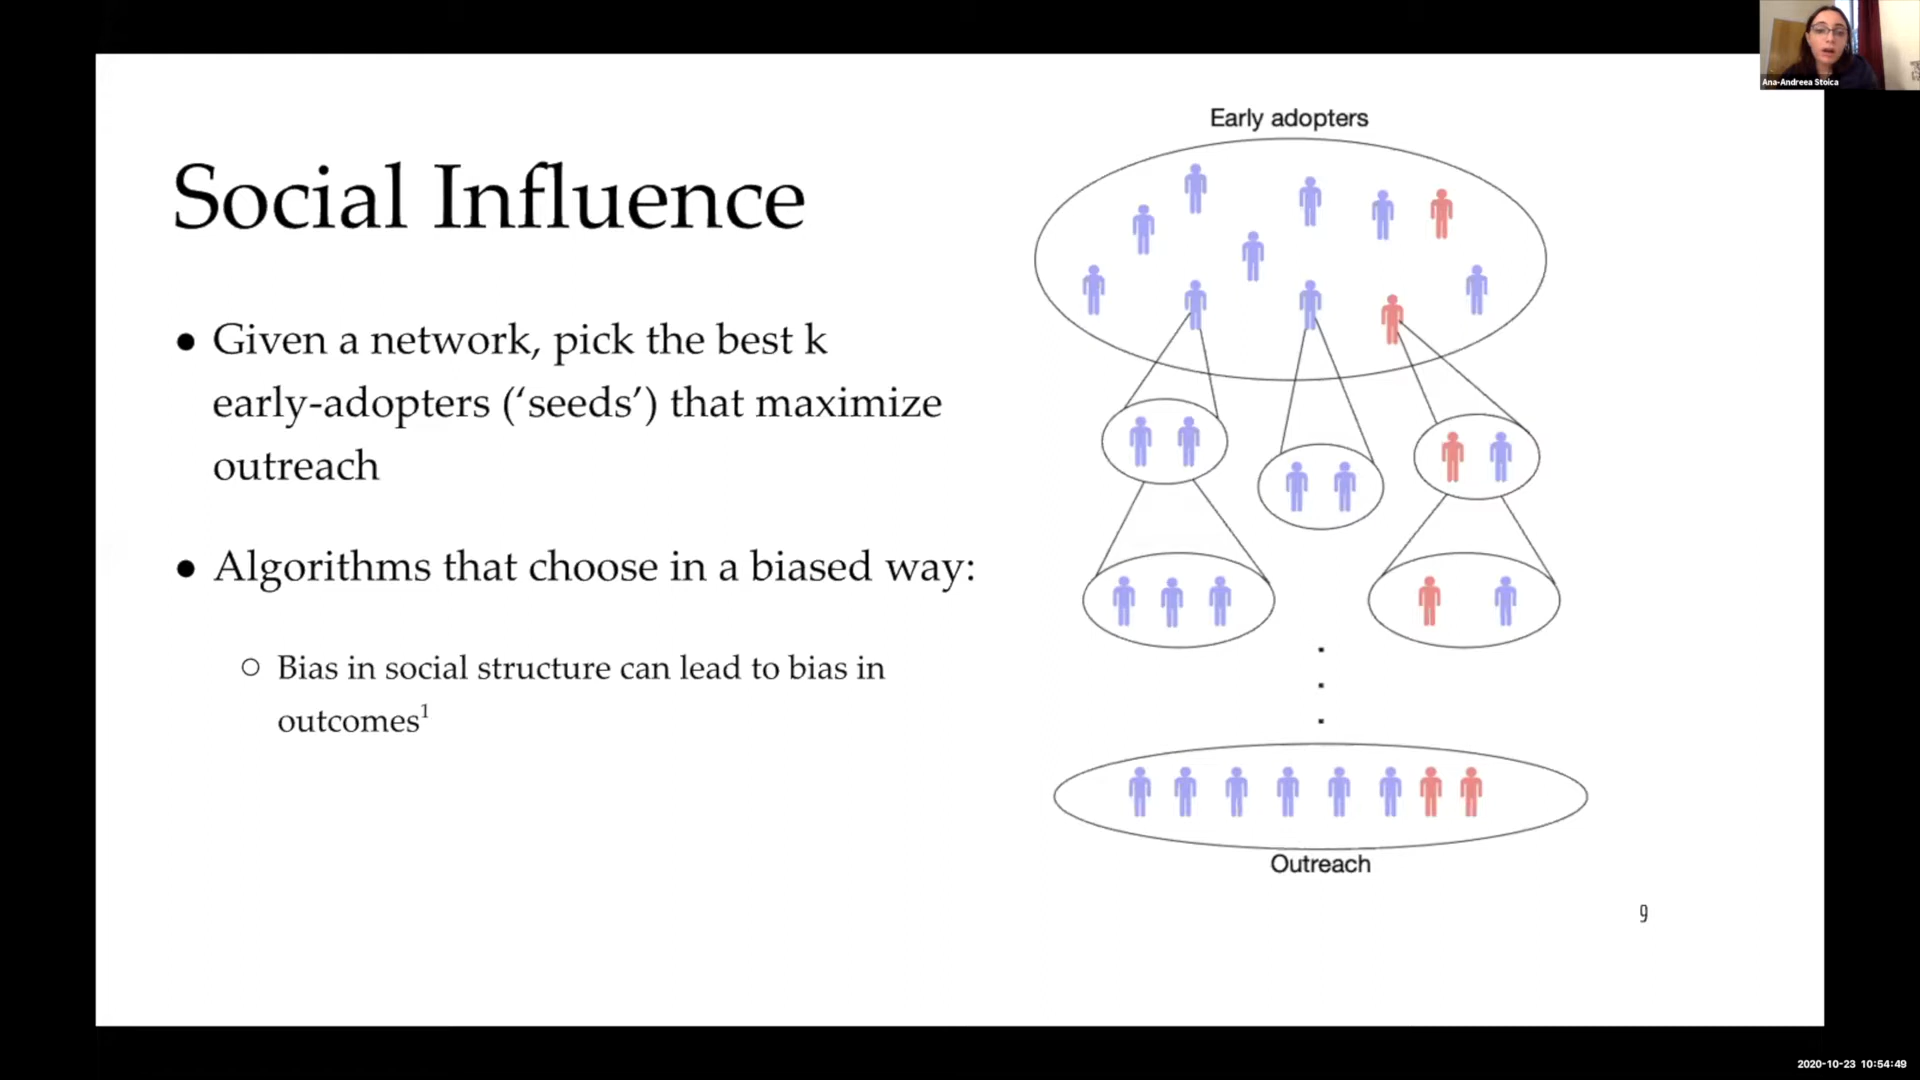 Ana-Andreea Stoica
Early adopters
Social Influence
● Given a network, pick the best k
early-adopters (‘seeds’) that maximize
outreach
● Algorithms that choose in a biased way:
○ Bias in social structure can lead to bias in
outcomes¹
Outreach
9
2020-10-23 10:54:49